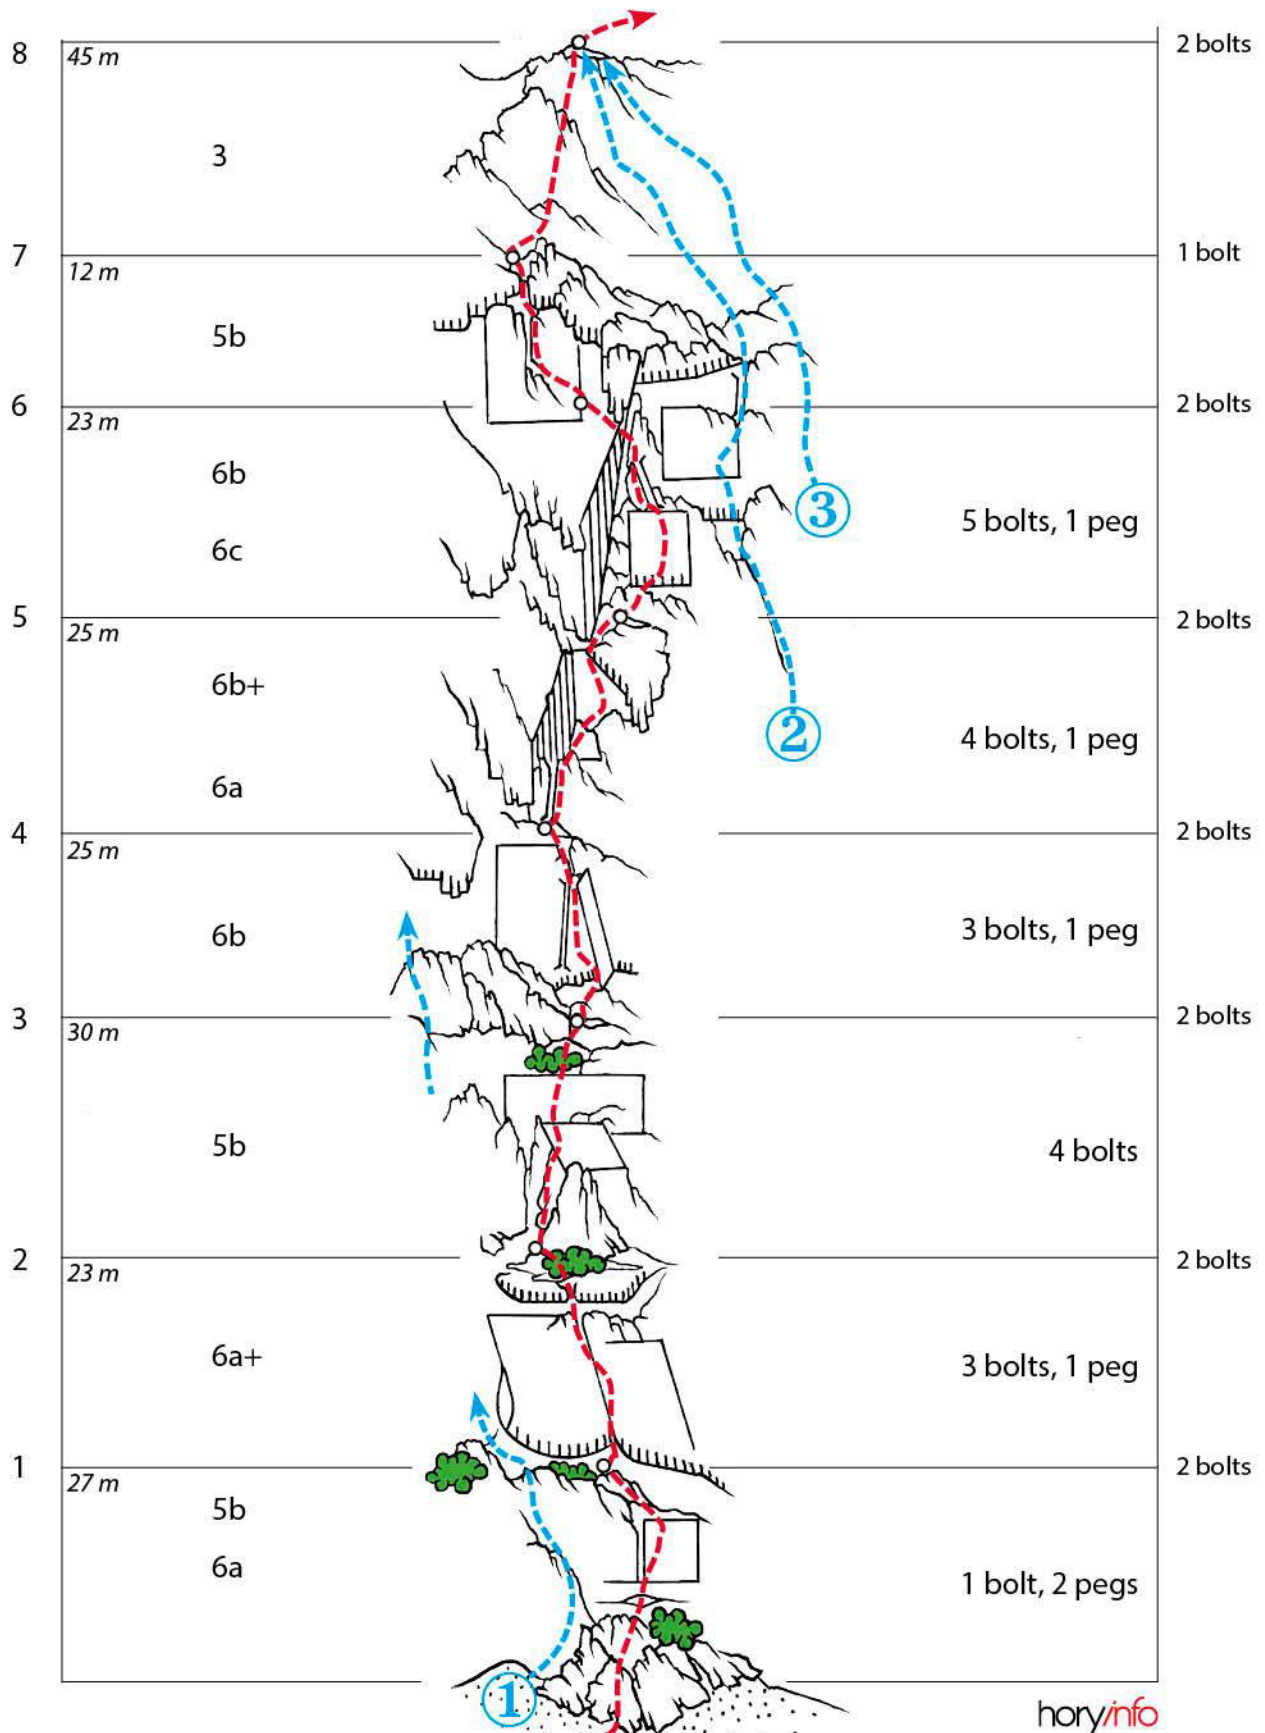 8 45 m 2 bolts
3
7 12 m 1 bolt
5b
6 23 m 2 bolts
6b
3
5 bolts, 1 peg
6c
5 25 m 2 bolts
6b+
2
4 bolts, 1 peg
6a
4 25 m 2 bolts
6b 3 bolts, 1 peg
3 30 m 2 bolts
5b 4 bolts
2 23 m 2 bolts
6a+ 3 bolts, 1 peg
1 27 m 2 bolts
5b
6a 1 bolt, 2 pegs
1
hory/info